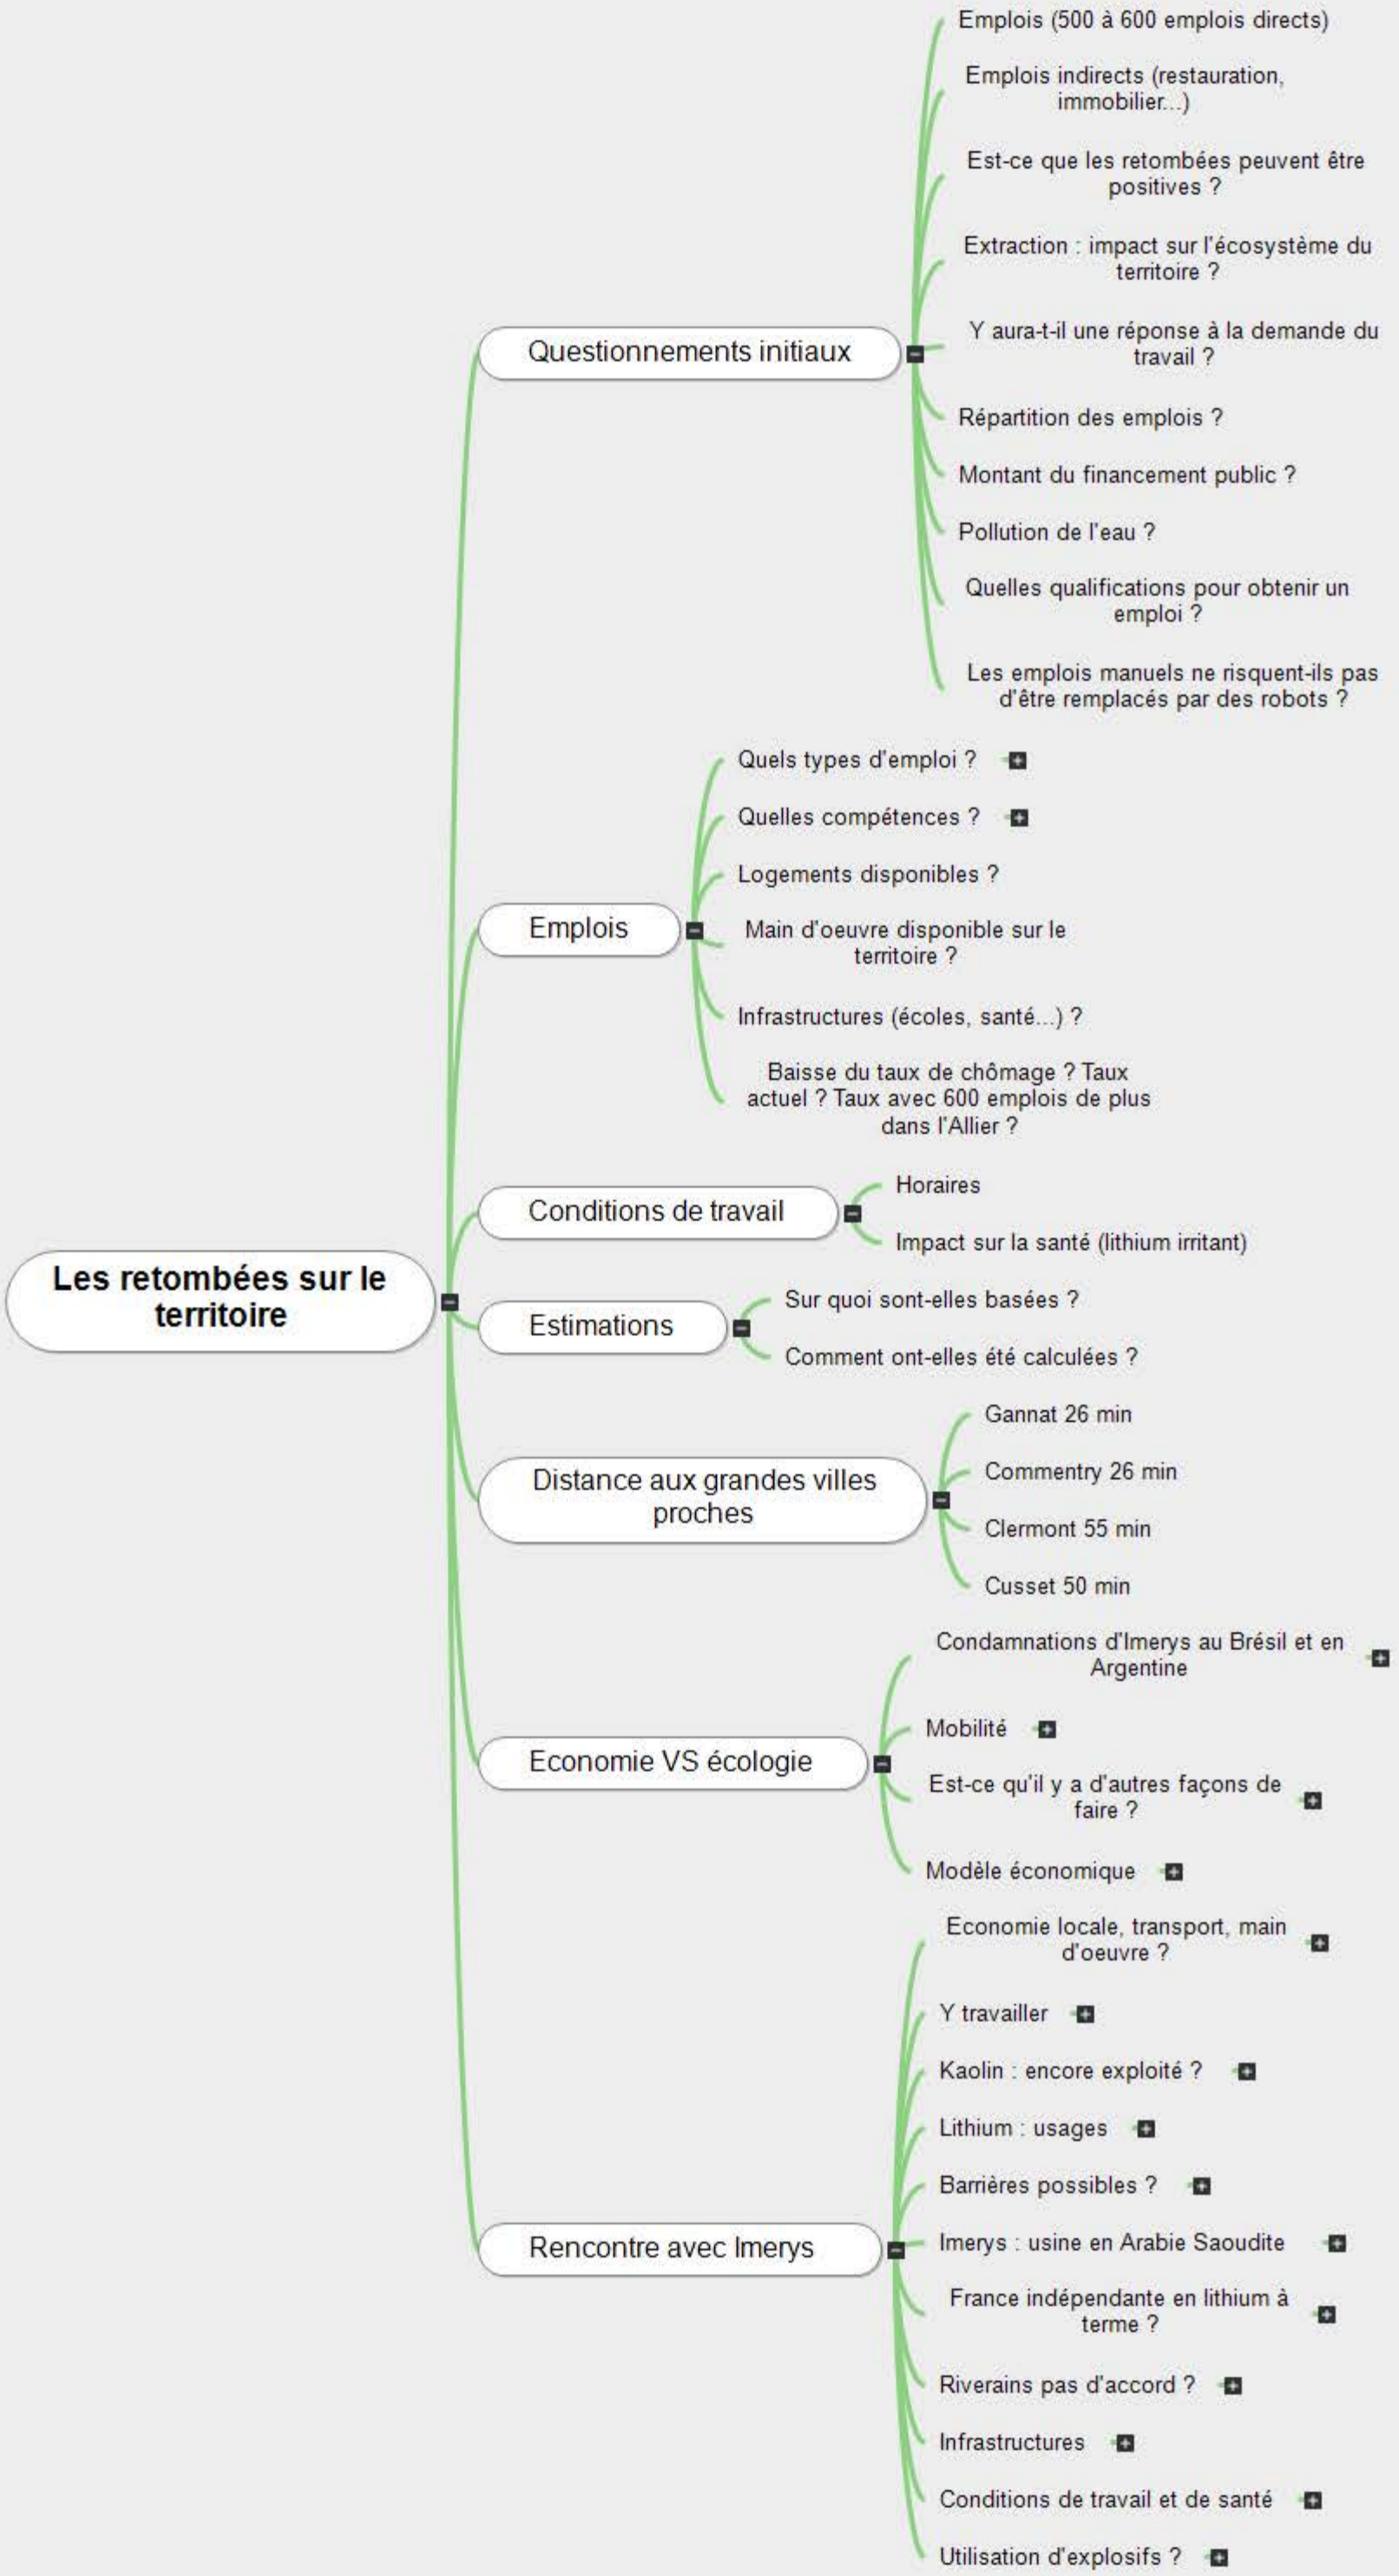 Emplois (500 à 600 emplois directs)
Emplois indirects (restauration,
immobilier...)
Est-ce que les retombées peuvent être
positives ?
Extraction : impact sur l'écosystème du
territoire ?
Questionnements initiaux
Y aura-t-il une réponse à la demande du
travail ?
Répartition des emplois ?
Montant du financement public ?
Pollution de l'eau ?
Quelles qualifications pour obtenir un
emploi ?
Les emplois manuels ne risquent-ils pas
d'être remplacés par des robots ?
Quels types d'emploi ?
Quelles compétences ?
Logements disponibles ?
Emplois
Main d'oeuvre disponible sur le
territoire ?
Infrastructures (écoles, santé...) ?
Baisse du taux de chômage ? Taux
actuel ? Taux avec 600 emplois de plus
dans l'Allier ?
Conditions de travail
Horaires
Impact sur la santé (lithium irritant)
Les retombées sur le
territoire
Estimations
Sur quoi sont-elles basées ?
Comment ont-elles été calculées ?
Distance aux grandes villes
proches
Gannat 26 min
Commentry 26 min
Clermont 55 min
Cusset 50 min
Economie VS écologie
Condamnations d'Imerys au Brésil et en
Argentine
Mobilité
Est-ce qu'il y a d'autres façons de
faire ?
Modèle économique
Rencontre avec Imerys
Economie locale, transport, main
d'oeuvre ?
Y travailler
Kaolin : encore exploité ?
Lithium : usages
Barrières possibles ?
Imerys : usine en Arabie Saoudite
France indépendante en lithium à
terme ?
Riverains pas d'accord ?
Infrastructures
Conditions de travail et de santé
Utilisation d'explosifs ?